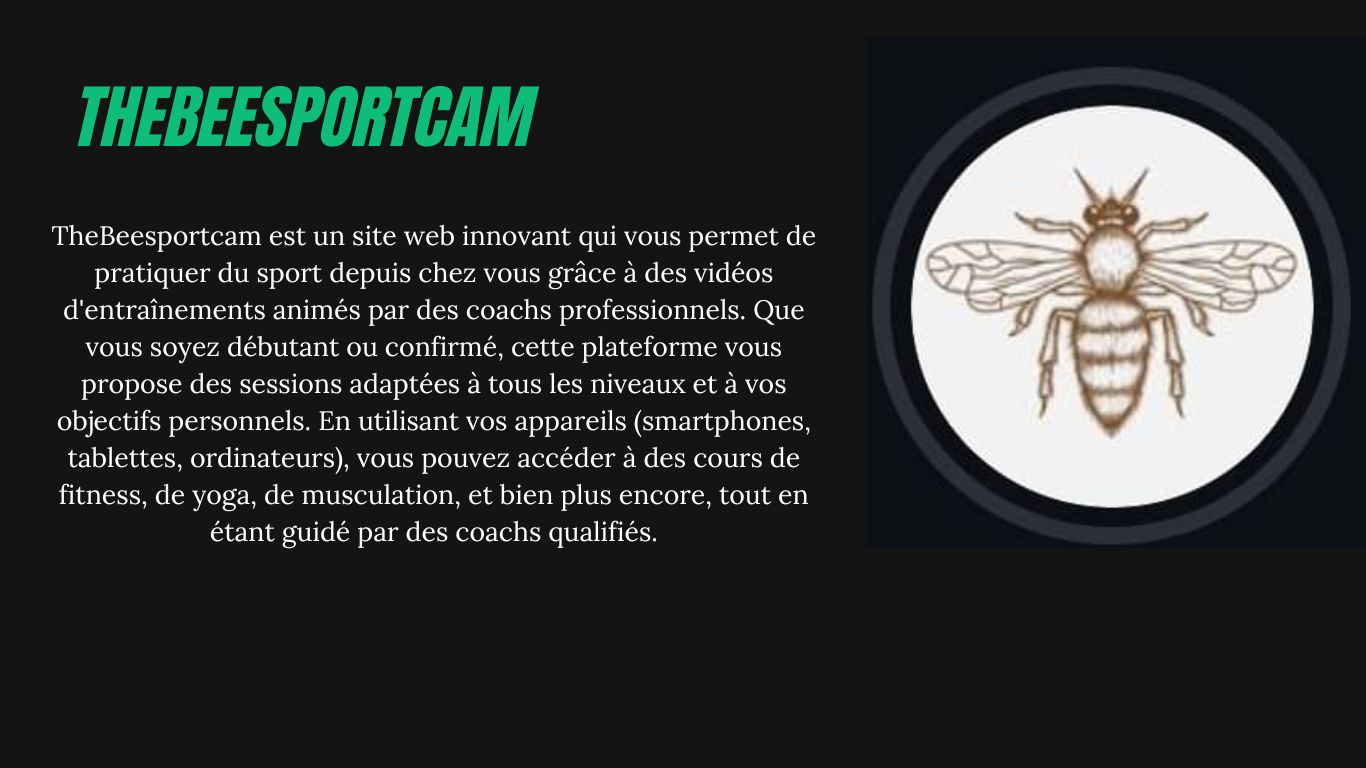 THEBEESPORTCAM
TheBeesportcam est un site web innovant qui vous permet de
pratiquer du sport depuis chez vous grâce à des vidéos
d'entraînements animés par des coachs professionnels. Que
vous soyez débutant ou confirmé, cette plateforme vous
propose des sessions adaptées à tous les niveaux et à vos
objectifs personnels. En utilisant vos appareils (smartphones,
tablettes, ordinateurs), vous pouvez accéder à des cours de
fitness, de yoga, de musculation, et bien plus encore, tout en
étant guidé par des coachs qualifiés.